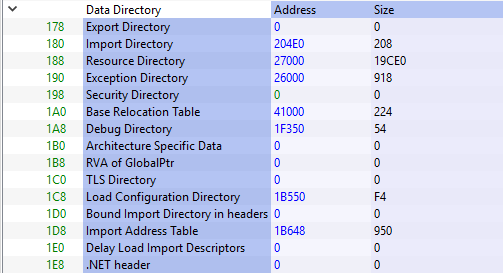 Data Directory Address Size
178 Export Directory 0 0
180 Import Directory 204E0 208
188 Resource Directory 27000 19CE0
190 Exception Directory 26000 918
198 Security Directory 0 0
1A0 Base Relocation Table 41000 224
1A8 Debug Directory 1F350 54
1B0 Architecture Specific Data 0 0
1B8 RVA of GlobalPtr 0 0
1C0 TLS Directory 0 0
1C8 Load Configuration Directory 1B550 F4
1D0 Bound Import Directory in headers 0 0
1D8 Import Address Table 1B648 950
1E0 Delay Load Import Descriptors 0 0
1E8 .NET header 0 0